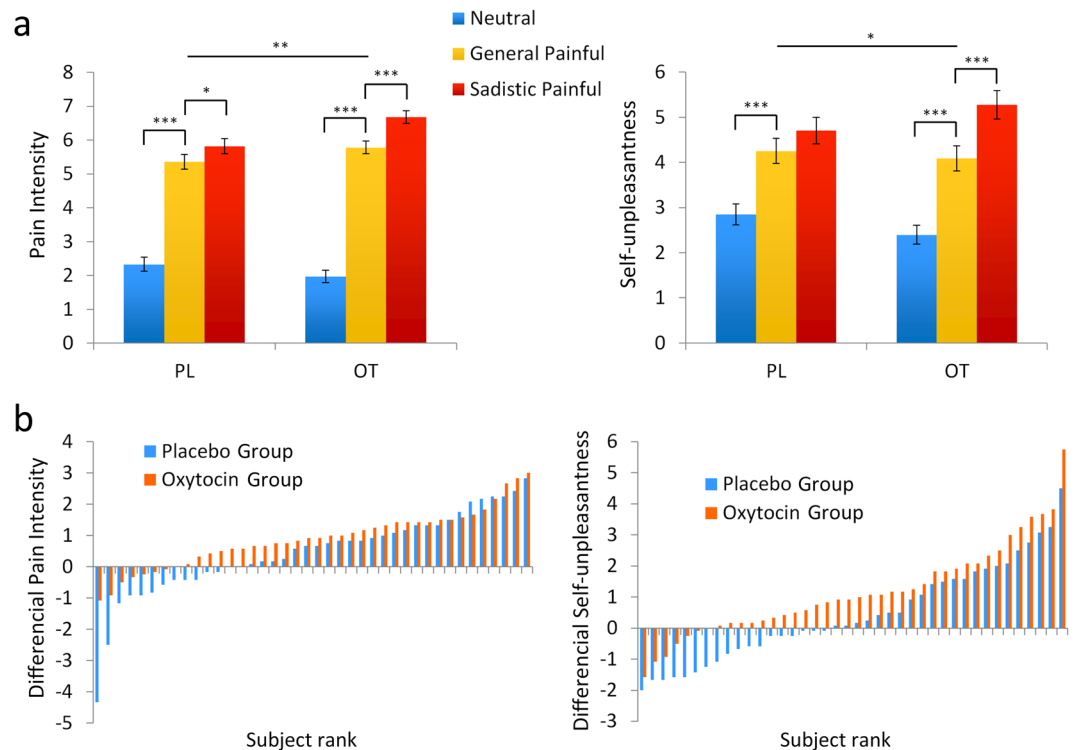 a
Neutral
General Painful
Sadistic Painful
Pain Intensity
8
7
6
5
4
3
2
1
0
**
***
*
***
***
PL
OT
Self-unpleasantness
6
5
4
3
2
1
0
*
***
***
***
PL
OT
b
Differencial Pain Intensity
4
3
2
1
0
-1
-2
-3
-4
-5
Placebo Group
Oxytocin Group
Subject rank
Differencial Self-unpleasantness
6
5
4
3
2
1
0
-1
-2
-3
Placebo Group
Oxytocin Group
Subject rank